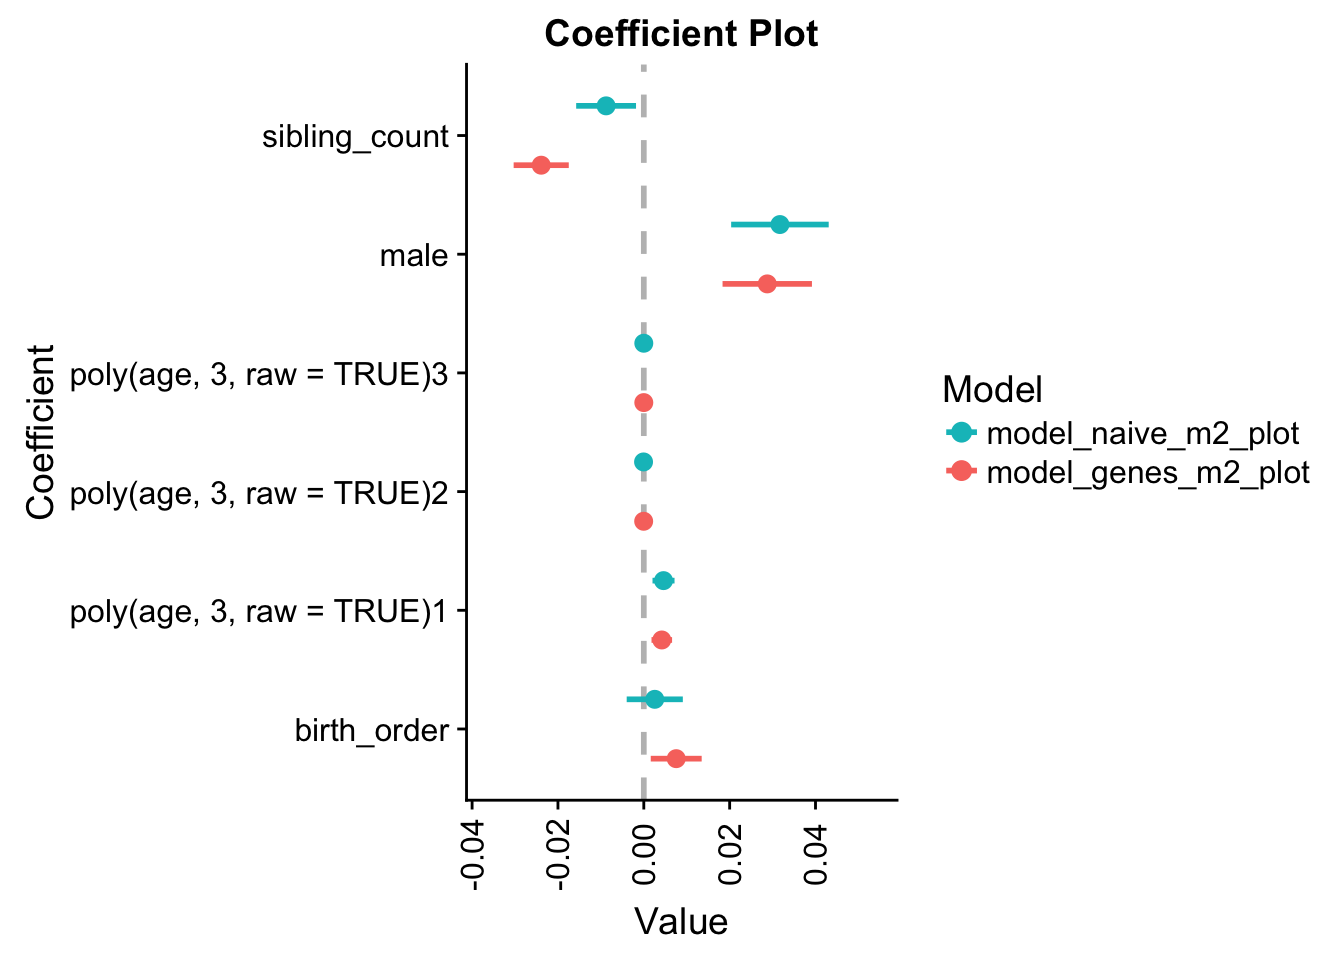 Coefficient Plot
sibling_count
male
poly(age, 3, raw = TRUE)3
poly(age, 3, raw = TRUE)2
poly(age, 3, raw = TRUE)1
birth_order
Coefficient
-0.04
-0.02
0.00
0.02
0.04
Value
Model
model_naive_m2_plot
model_genes_m2_plot